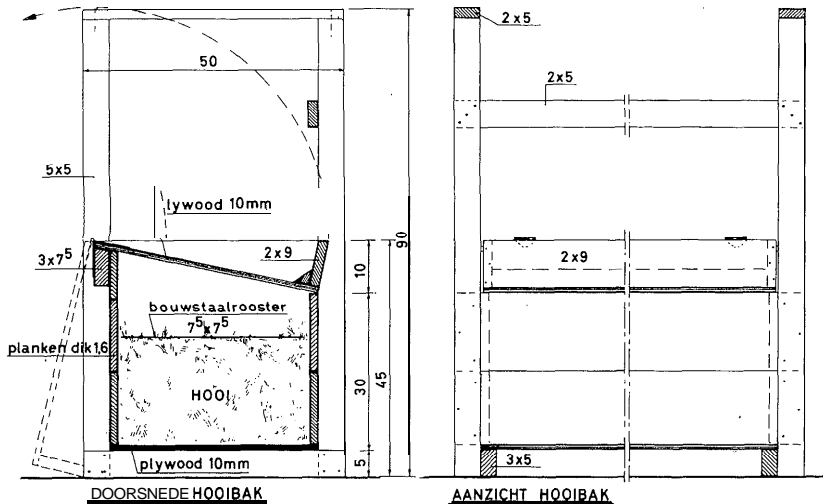 50
5x5
lywood 10mm
90
3x7⁵
2x9
10
bouwstaalrooster
7⁵x7⁵
planken dik 1,6
HOOI
30
45
5
plywood 10mm
DOORSNEDE HOOIBAK
2x5
2x5
2x9
3x5
AANZICHT HOOIBAK